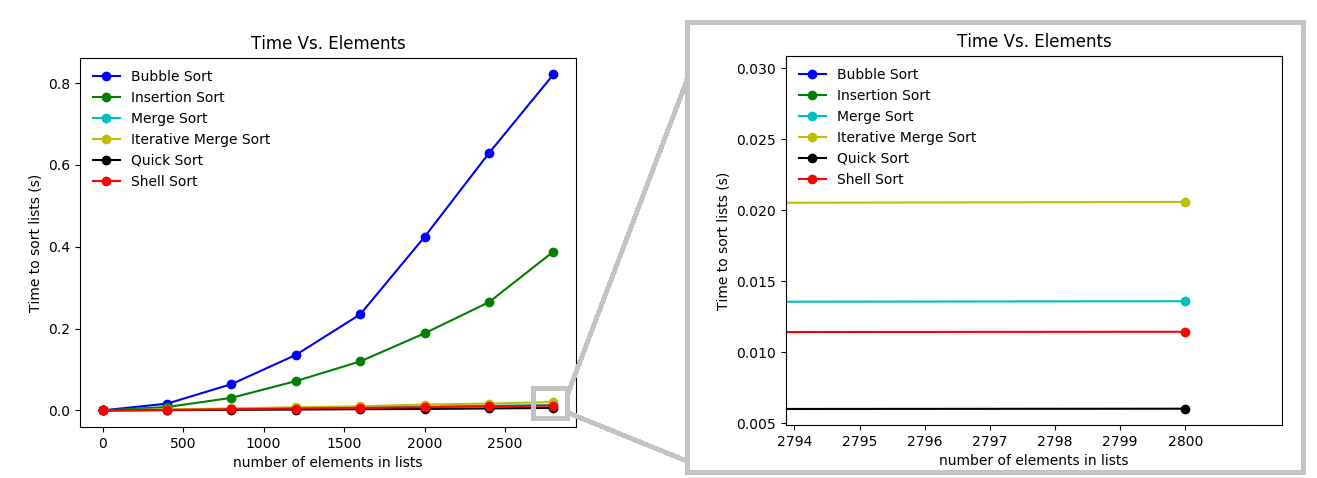 Time Vs. Elements
Bubble Sort
Insertion Sort
Merge Sort
Iterative Merge Sort
Quick Sort
Shell Sort
Time to sort lists (s)
0.8
0.6
0.4
0.2
0.0
0 500 1000 1500 2000 2500
number of elements in lists
Time Vs. Elements
Bubble Sort
Insertion Sort
Merge Sort
Iterative Merge Sort
Quick Sort
Shell Sort
Time to sort lists (s)
0.030
0.025
0.020
0.015
0.010
0.005
2794 2795 2796 2797 2798 2799 2800
number of elements in lists